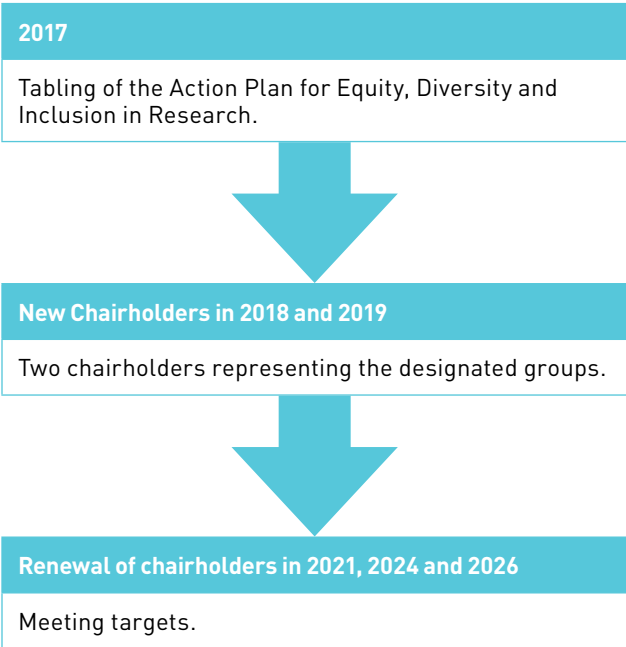 2017
Tabling of the Action Plan for Equity, Diversity and
Inclusion in Research.
New Chairholders in 2018 and 2019
Two chairholders representing the designated groups.
Renewal of chairholders in 2021, 2024 and 2026
Meeting targets.